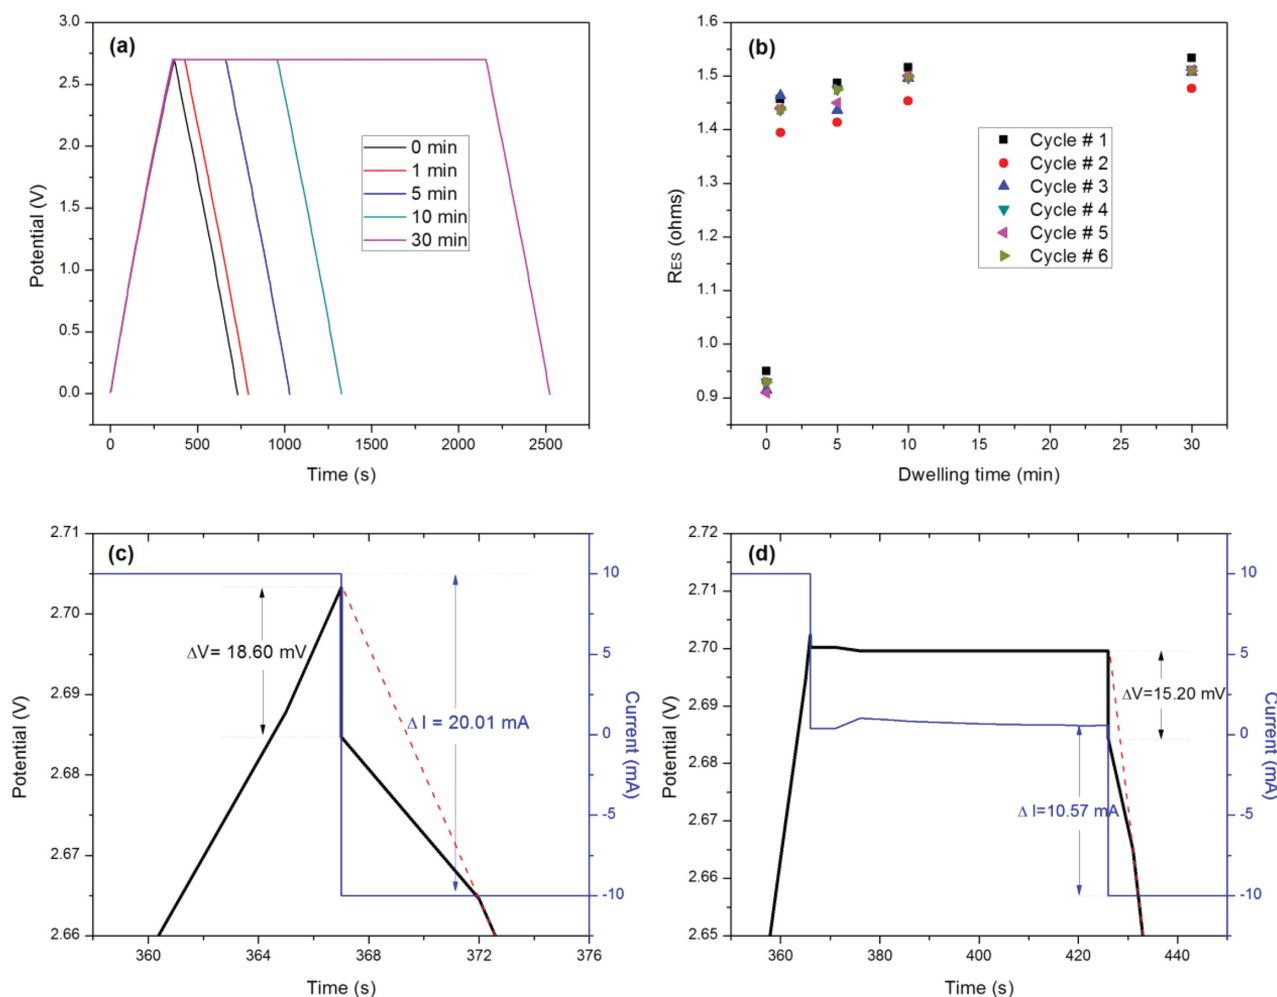 (a)
3.0
2.5
2.0
1.5
1.0
0.5
0.0
Potential (V)
0 min
1 min
5 min
10 min
30 min
0 500 1000 1500 2000 2500
Time (s)
(b)
1.6
1.5
1.4
1.3
1.2
1.1
1.0
0.9
RES (ohms)
Cycle # 1
Cycle # 2
Cycle # 3
Cycle # 4
Cycle # 5
Cycle # 6
0 5 10 15 20 25 30
Dwelling time (min)
(c)
2.71
2.70
2.69
2.68
2.67
2.66
Potential (V)
ΔV= 18.60 mV
Δ I = 20.01 mA
10
5
0
-5
-10
Current (mA)
360 364 368 372 376
Time (s)
(d)
2.72
2.71
2.70
2.69
2.68
2.67
2.66
2.65
Potential (V)
ΔV=15.20 mV
Δ I=10.57 mA
10
5
0
-5
-10
Current (mA)
360 380 400 420 440
Time (s)